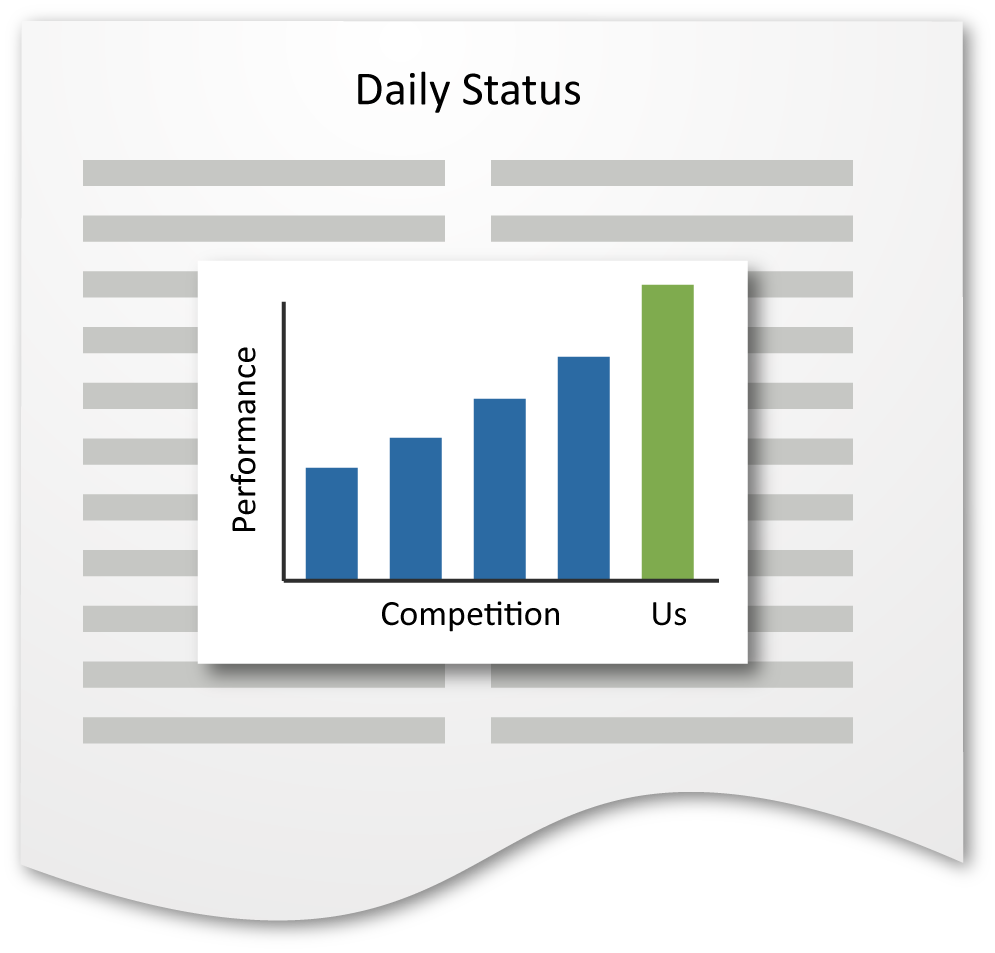 Daily Status
Performance
Competition
Us